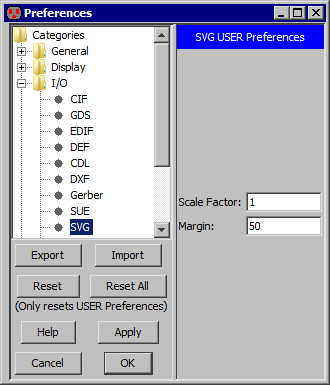 Preferences
Categories
General
Display
I/O
CIF
GDS
EDIF
DEF
CDL
DXF
Gerber
SUE
SVG
Export Import
Reset Reset All
(Only resets USER Preferences)
Help Apply
Cancel OK
SVG USER Preferences
Scale Factor: 1
Margin: 50